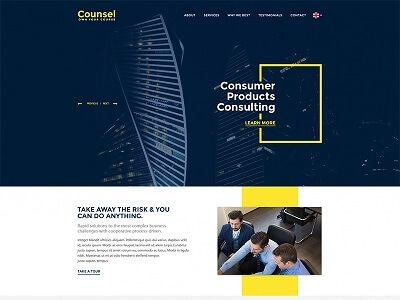 Counsel
OWN YOUR COURSE
ABOUT
SERVICES
WHY WE BEST
TESTIMONIALS
CONTACT
PREVIOUS / NEXT
Consumer
Products
Consulting
LEARN MORE
TAKE AWAY THE RISK & YOU
CAN DO ANYTHING.
Rapid solutions to the most complex business
challenges with cooperative process-driven.
TAKE A TOUR